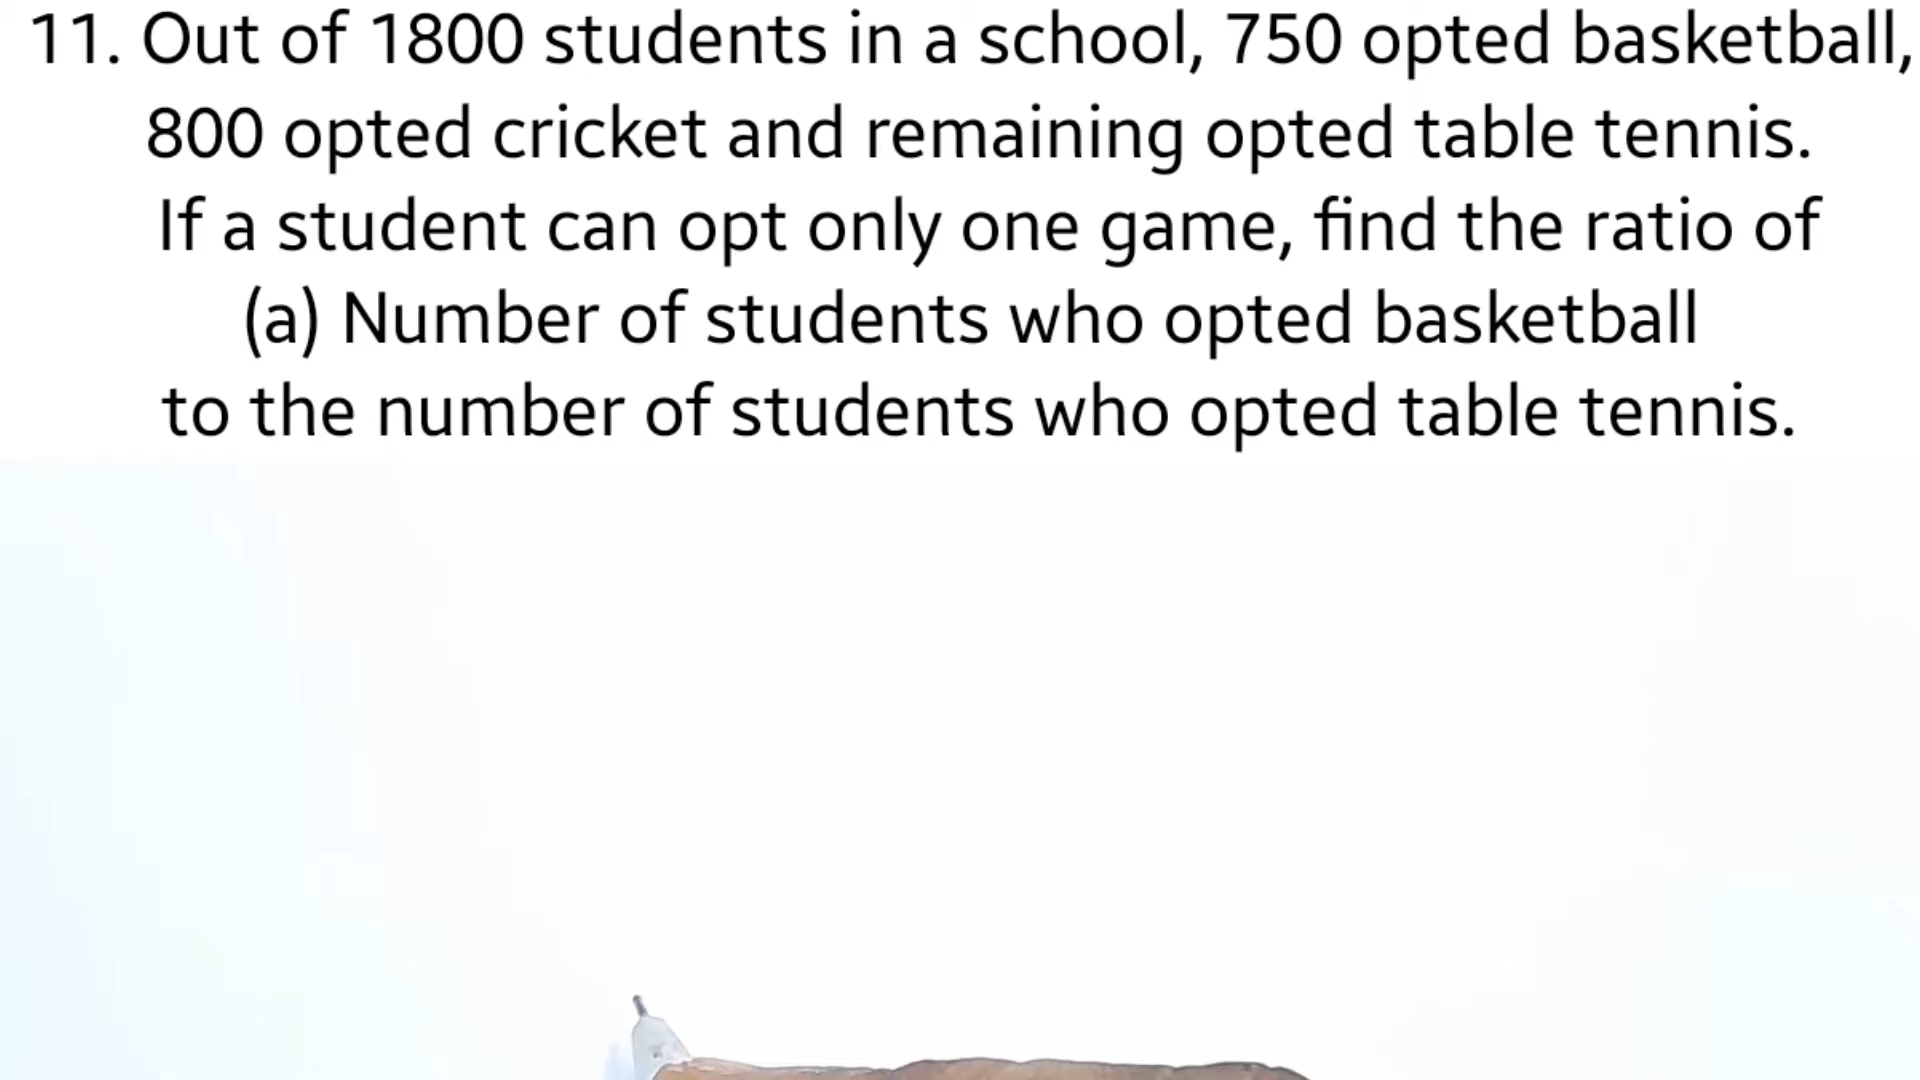 11. Out of 1800 students in a school, 750 opted basketball,
800 opted cricket and remaining opted table tennis.
If a student can opt only one game, find the ratio of
(a) Number of students who opted basketball
to the number of students who opted table tennis.